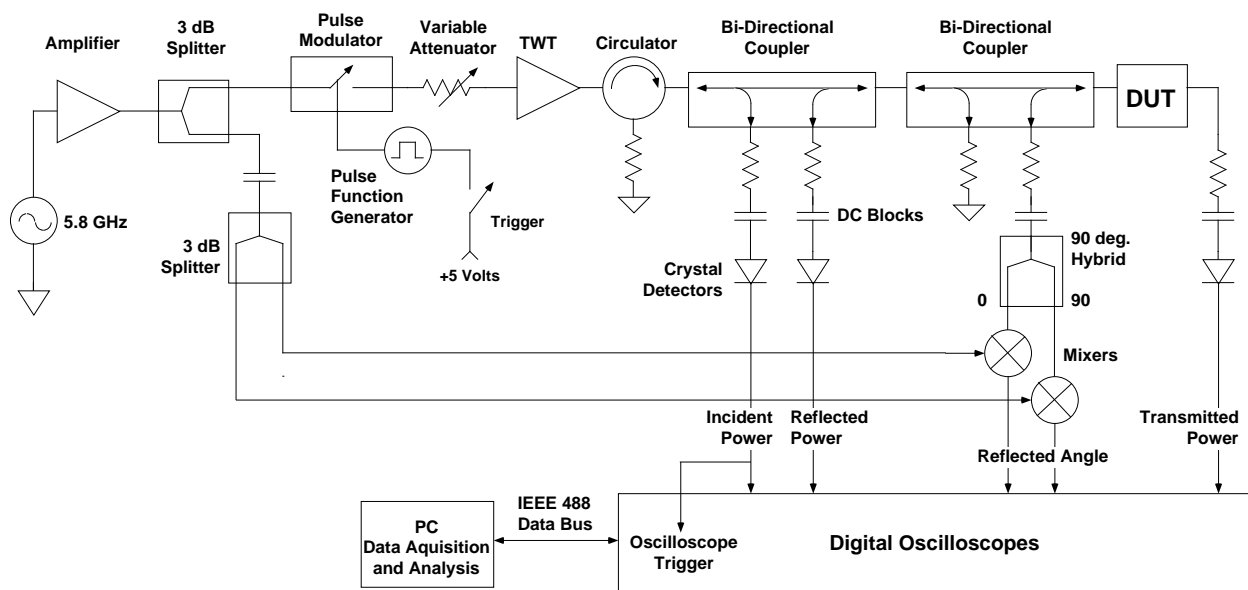 Amplifier
3 dB
Splitter
Pulse
Modulator
Variable
Attenuator
TWT
Circulator
Bi-Directional
Coupler
Bi-Directional
Coupler
DUT
5.8 GHz
Pulse
Function
Generator
Trigger
+5 Volts
3 dB
Splitter
DC Blocks
Crystal
Detectors
90 deg.
Hybrid
0
90
Mixers
Incident
Power
Reflected
Power
Reflected Angle
Transmitted
Power
IEEE 488
Data Bus
PC
Data Aquisition
and Analysis
Oscilloscope
Trigger
Digital Oscilloscopes